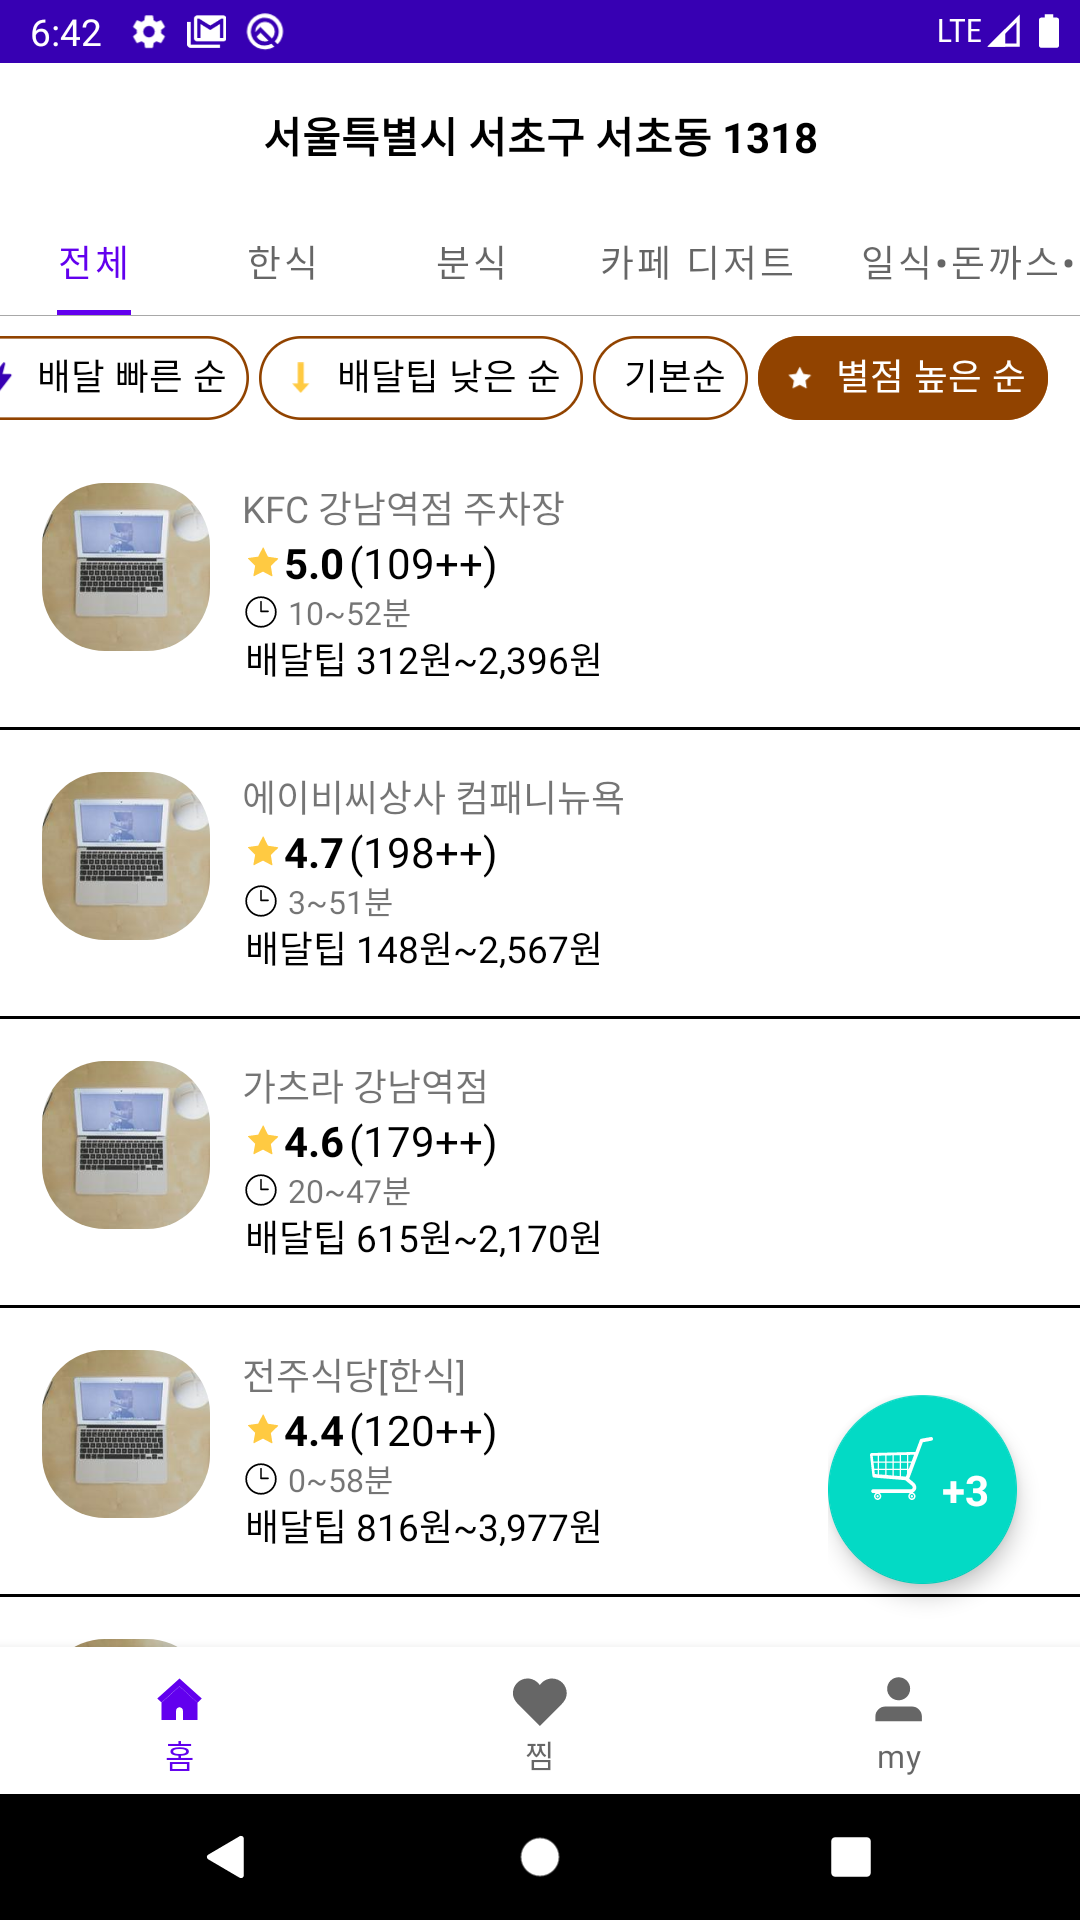 6:42 LTE
서울특별시 서초구 서초동 1318
전체 한식 분식 카페 디저트 일식•돈까스•
배달 빠른 순 배달팁 낮은 순 기본순 별점 높은 순
KFC 강남역점 주차장
5.0(109++)
10~52분
배달팁 312원~2,396원
에이비씨상사 컴패니뉴욕
4.7(198++)
3~51분
배달팁 148원~2,567원
가츠라 강남역점
4.6(179++)
20~47분
배달팁 615원~2,170원
전주식당[한식]
4.4(120++)
0~58분
배달팁 816원~3,977원
+3
홈 찜 my